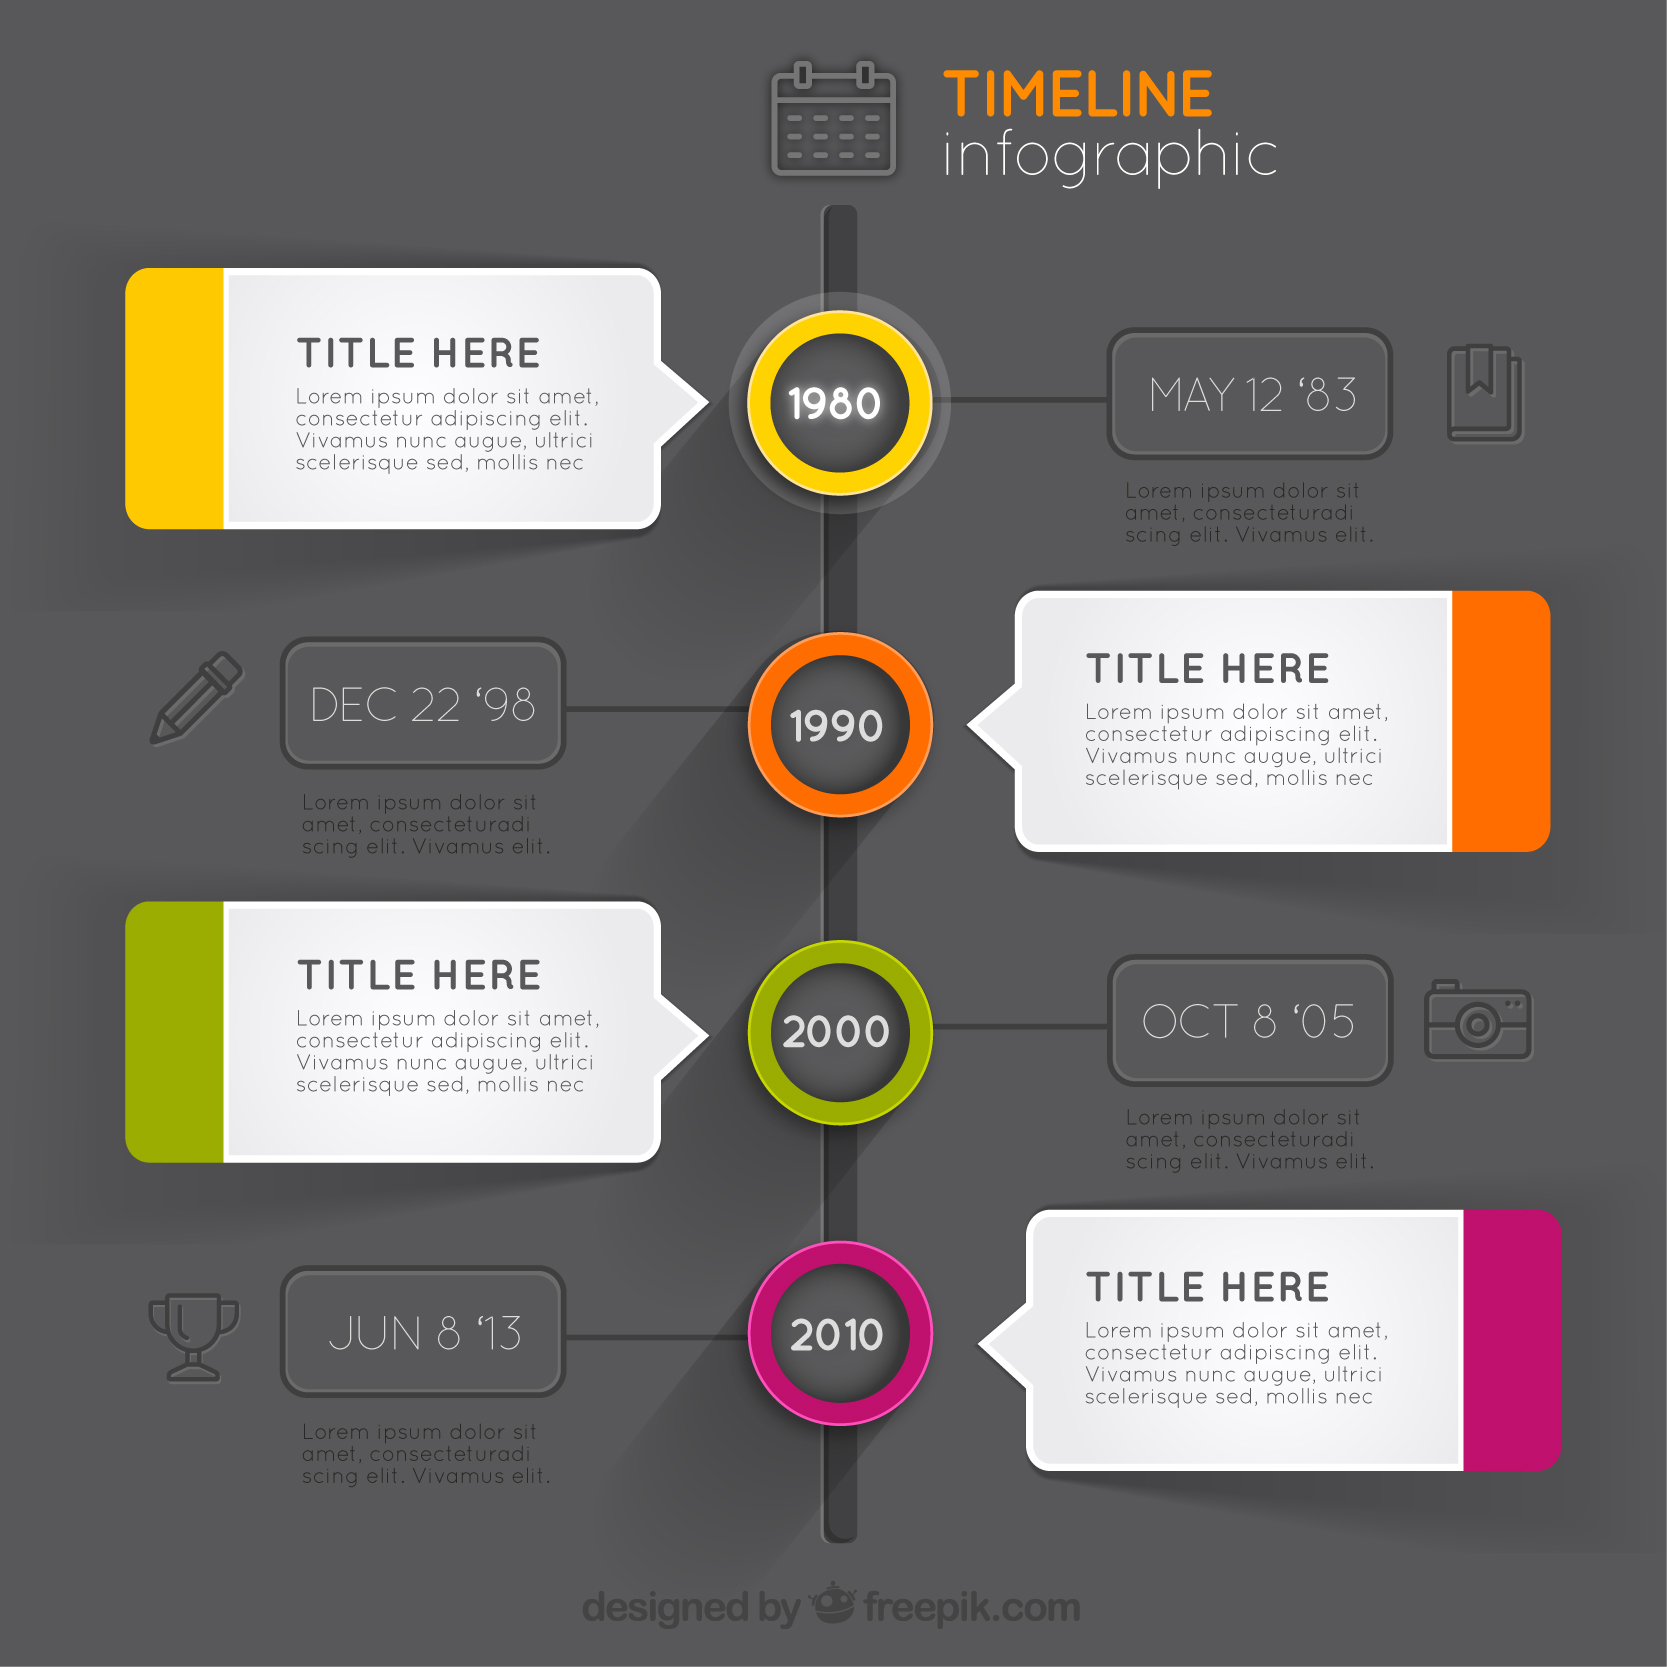 TIMELINE
infographic
TITLE HERE
Lorem ipsum dolor sit amet,
consectetur adipiscing elit.
Vivamus nunc augue, ultrici
scelerisque sed, mollis nec
1980
MAY 12 ‘83
Lorem ipsum dolor sit
amet, consecteturadi
scing elit. Vivamus elit.
DEC 22 ‘98
Lorem ipsum dolor sit
amet, consecteturadi
scing elit. Vivamus elit.
1990
TITLE HERE
Lorem ipsum dolor sit amet,
consectetur adipiscing elit.
Vivamus nunc augue, ultrici
scelerisque sed, mollis nec
TITLE HERE
Lorem ipsum dolor sit amet,
consectetur adipiscing elit.
Vivamus nunc augue, ultrici
scelerisque sed, mollis nec
2000
OCT 8 ‘05
Lorem ipsum dolor sit
amet, consecteturadi
scing elit. Vivamus elit.
JUN 8 ‘13
Lorem ipsum dolor sit
amet, consecteturadi
scing elit. Vivamus elit.
2010
TITLE HERE
Lorem ipsum dolor sit amet,
consectetur adipiscing elit.
Vivamus nunc augue, ultrici
scelerisque sed, mollis nec
designed by freepik.com